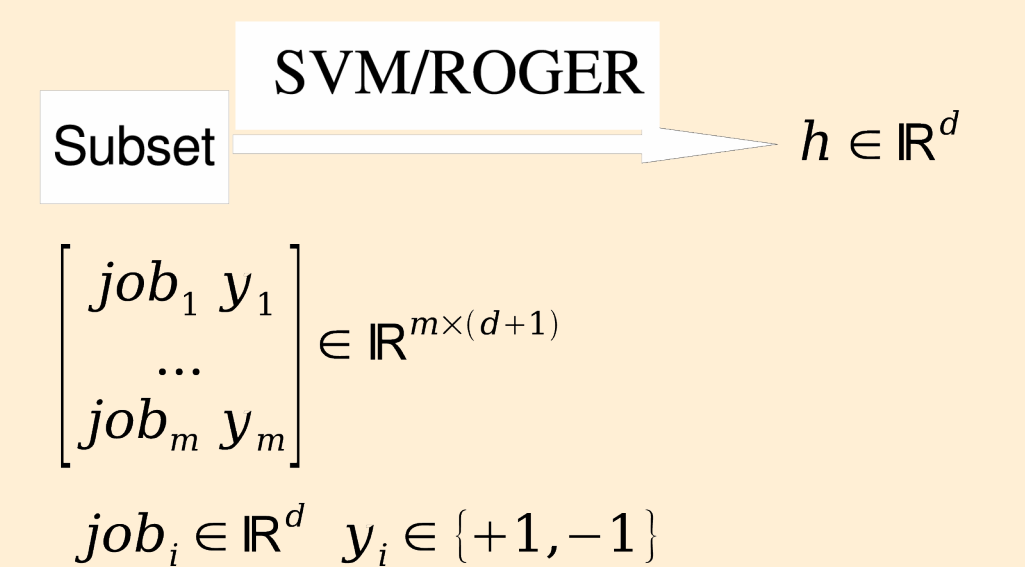 SVM/ROGER
Subset
h ∈ ℝ^d
[job_1 y_1
...
job_m y_m] ∈ ℝ^{m×(d+1)}
job_i ∈ ℝ^d y_i ∈ {+1,−1}